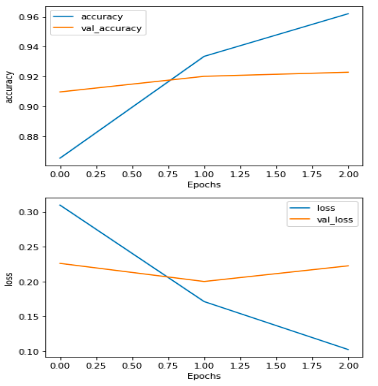 0.96
0.94
0.92
0.90
0.88
accuracy
accuracy
val_accuracy
0.00 0.25 0.50 0.75 1.00 1.25 1.50 1.75 2.00
Epochs
0.30
0.25
0.20
0.15
0.10
loss
loss
val_loss
0.00 0.25 0.50 0.75 1.00 1.25 1.50 1.75 2.00
Epochs